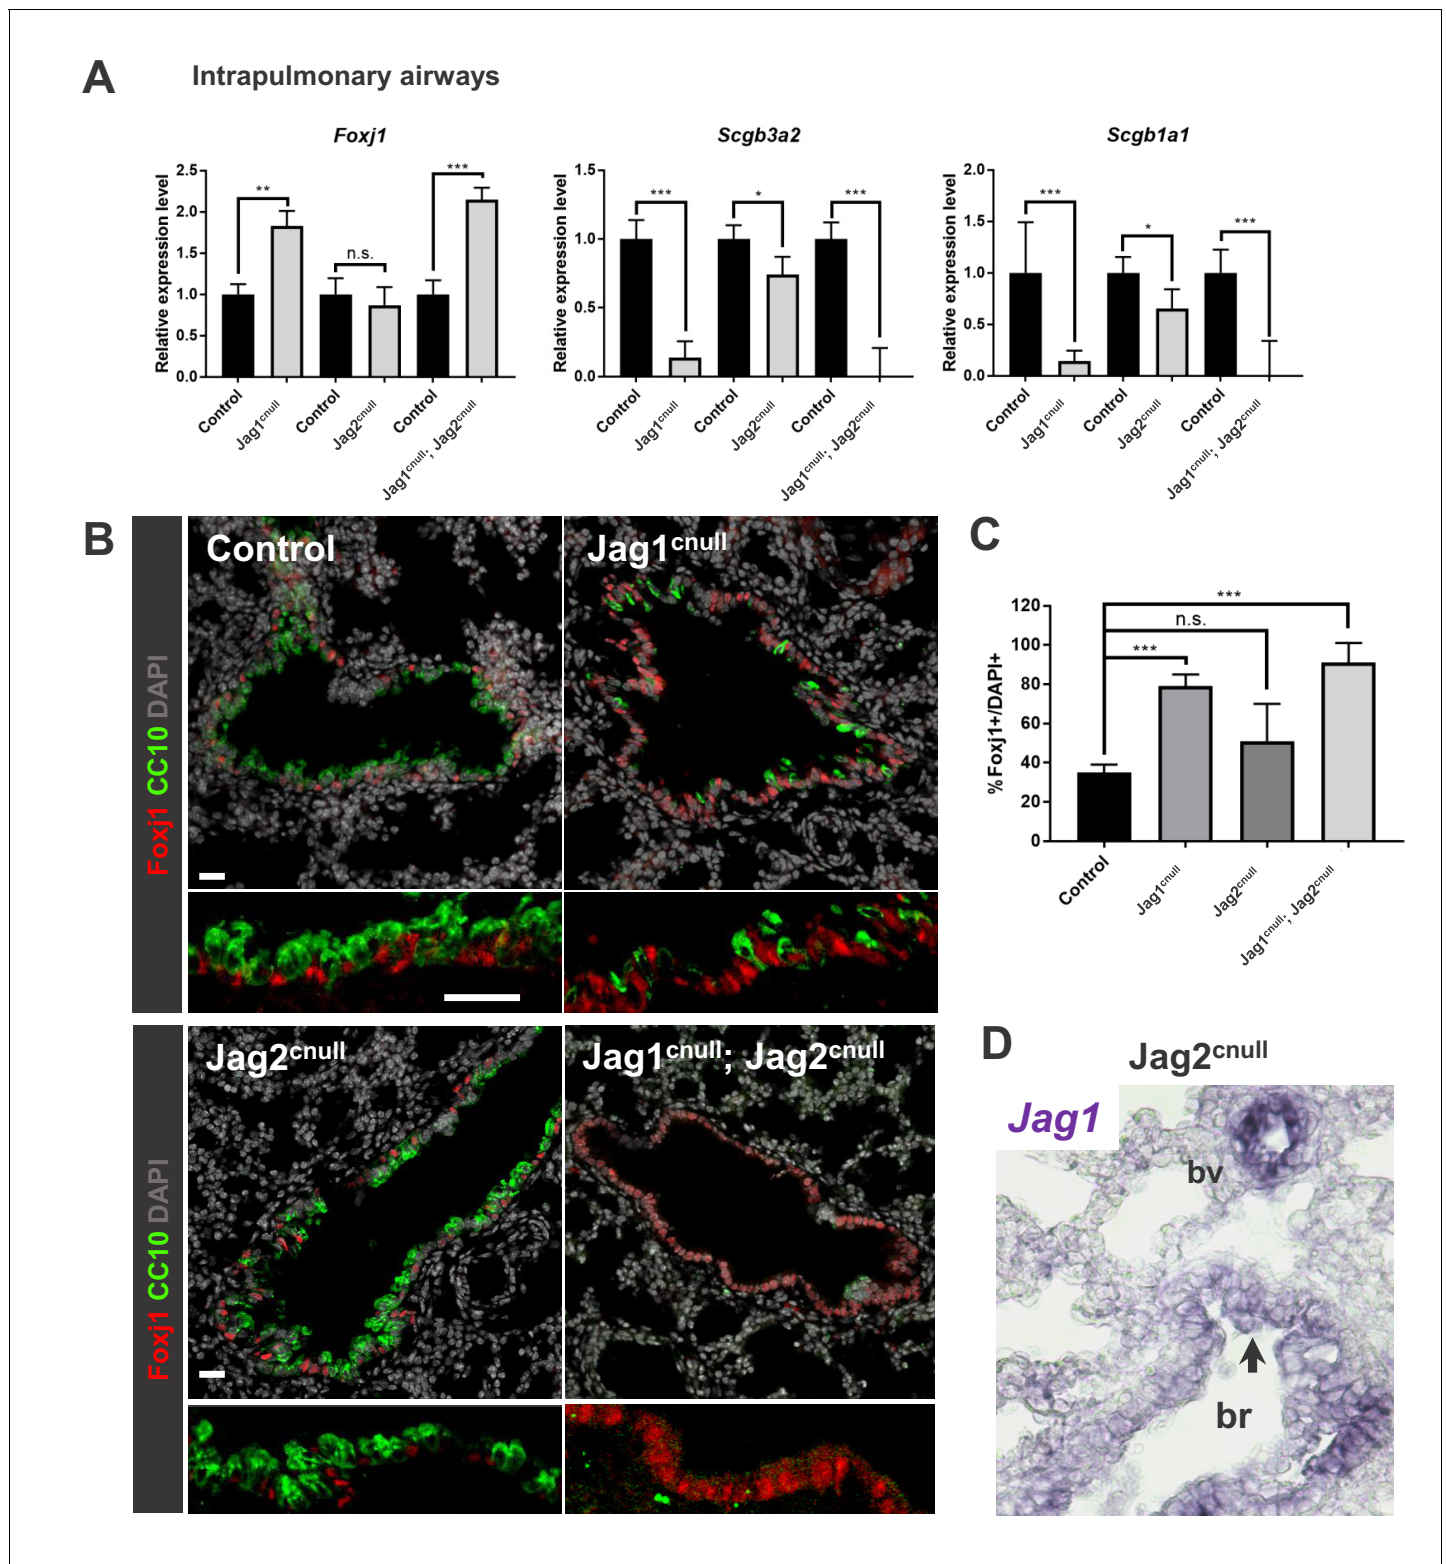 A
Intrapulmonary airways
Foxj1
Relative expression level
2.5
2.0
1.5
1.0
0.5
0.0
**
n.s.
***
Control
Jag1cnull
Control
Jag2cnull
Control
Jag1cnull; Jag2cnull
Scgb3a2
Relative expression level
1.5
1.0
0.5
0.0
***
*
***
Control
Jag1cnull
Control
Jag2cnull
Control
Jag1cnull; Jag2cnull
Scgb1a1
Relative expression level
2.0
1.5
1.0
0.5
0.0
***
*
***
Control
Jag1cnull
Control
Jag2cnull
Control
Jag1cnull; Jag2cnull
B
Foxj1 CC10 DAPI
Control
Jag1cnull
Foxj1 CC10 DAPI
Jag2cnull
Jag1cnull; Jag2cnull
C
%Foxj1+/DAPI+
120
100
80
60
40
20
0
***
n.s.
***
Control
Jag1cnull
Jag2cnull
Jag1cnull; Jag2cnull
D
Jag2cnull
Jag1
bv
br